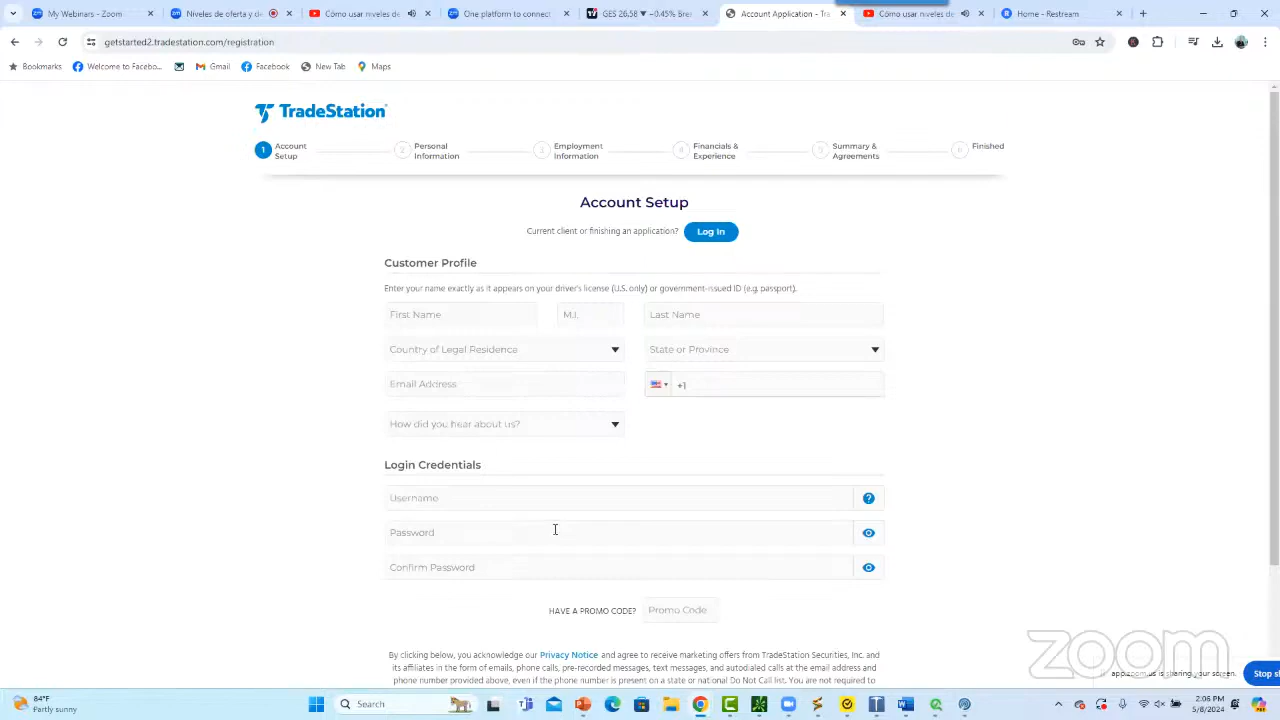 My Webinars - Zoom
niveles de oferta y de
Cómo usar niveles de
One platform to connect
GES 26.58 ▼ -0.45% Bres
Account Application - Tra
Cómo usar niveles de
Home - Restream
getstarted2.tradestation.com/registration
Bookmarks
Welcome to Facebo...
Gmail
Facebook
New Tab
Maps
TradeStation
1 Account Setup
2 Personal Information
3 Employment Information
4 Financials & Experience
5 Summary & Agreements
6 Finished
Account Setup
Current client or finishing an application? Log In
Customer Profile
Enter your name exactly as it appears on your driver's license (U.S. only) or government-issued ID (e.g. passport).
First Name M.I. Last Name
Country of Legal Residence State or Province
Email Address +1
How did you hear about us?
Login Credentials
Username
Password
Confirm Password
HAVE A PROMO CODE? Promo Code
By clicking below, you acknowledge our Privacy Notice and agree to receive marketing offers from TradeStation Securities, Inc. and
its affiliates in the form of emails, phone calls, pre-recorded messages, text messages, and autodialed calls at the email address and
phone number provided above, even if the phone number is present on a state or national Do Not Call list. You are not required to
zoom
app.zoom.us is sharing your screen.
Stop s
84°F
Partly sunny
Search
2:06 PM
5/8/2024